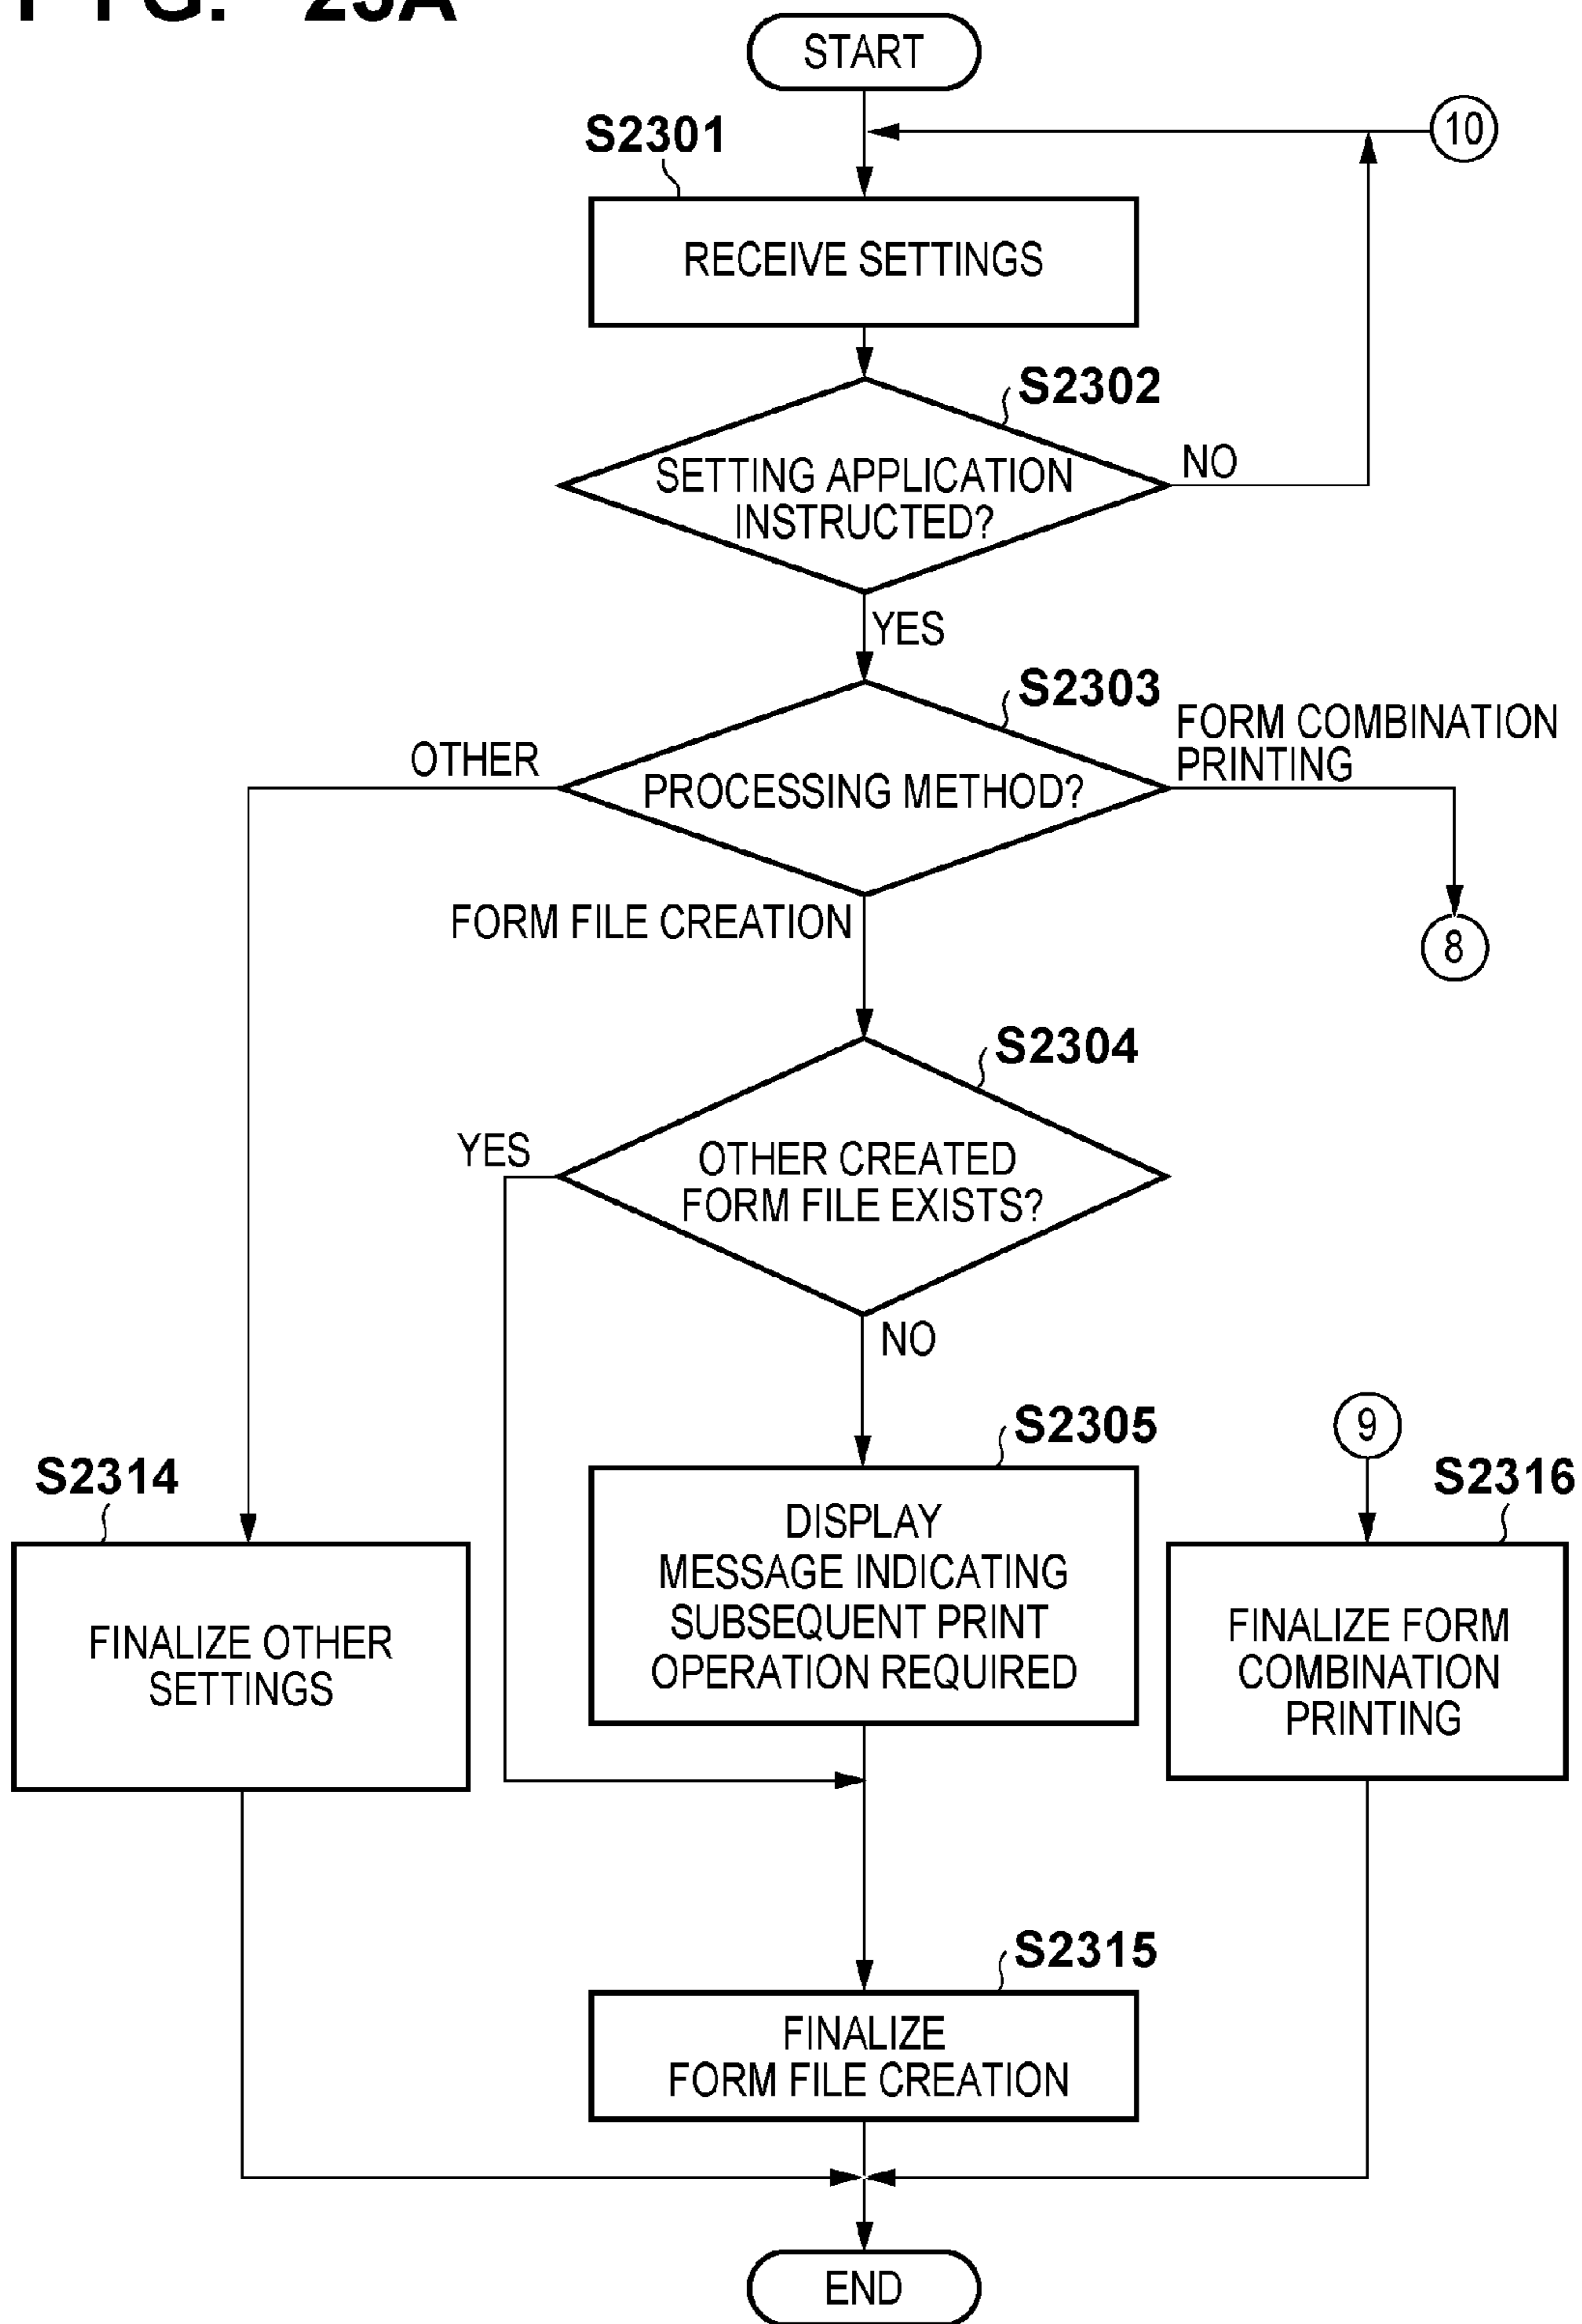 FIG. 23A
START
10
S2301
RECEIVE SETTINGS
S2302
SETTING APPLICATION
INSTRUCTED?
NO
YES
S2303
FORM COMBINATION
PRINTING
OTHER
PROCESSING METHOD?
FORM FILE CREATION
8
S2304
YES
OTHER CREATED
FORM FILE EXISTS?
NO
S2305
9
S2314
S2316
DISPLAY
MESSAGE INDICATING
SUBSEQUENT PRINT
OPERATION REQUIRED
FINALIZE OTHER
SETTINGS
FINALIZE FORM
COMBINATION
PRINTING
S2315
FINALIZE
FORM FILE CREATION
END